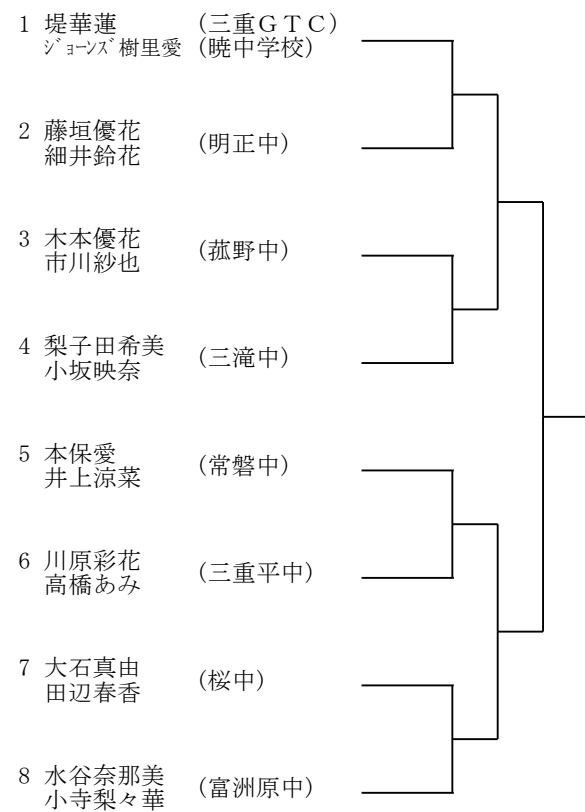 1 堤華蓮 (三重ＧＴＣ)
ｼﾞｮｰﾝｽﾞ樹里愛 (暁中学校)
2 藤垣優花
細井鈴花
(明正中)
3 木本優花
市川紗也
(菰野中)
4 梨子田希美
小坂映奈
(三滝中)
5 本保愛
井上涼菜
(常磐中)
6 川原彩花
高橋あみ
(三重平中)
7 大石真由
田辺春香
(桜中)
8 水谷奈那美
小寺梨々華
(富洲原中)